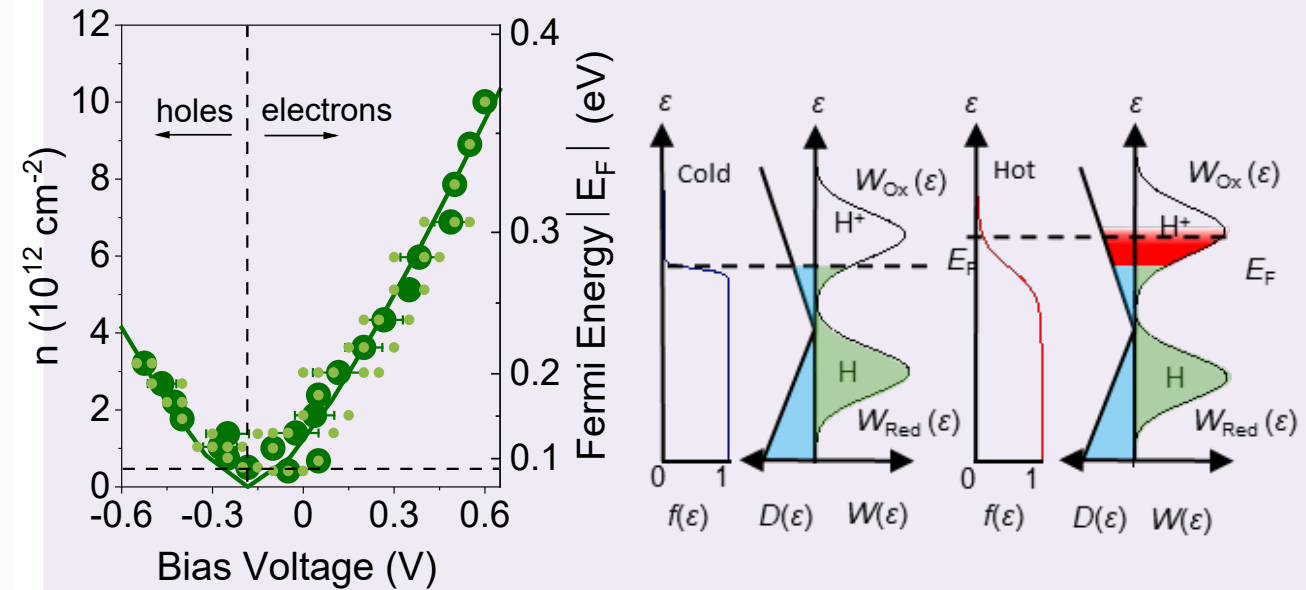 12
10
8
6
4
2
0
n (10¹² cm⁻²)
-0.6 -0.3 0 0.3 0.6
Bias Voltage (V)
holes electrons
0.4
0.3
0.2
0.1
Fermi Energy |E_F| (eV)
ε ε
Cold
W_Ox (ε)
H⁺
E_F
H
W_Red (ε)
0 1
f(ε) D(ε) W(ε)
ε ε
Hot
W_Ox (ε)
H⁺
E_F
H
W_Red (ε)
0 1
f(ε) D(ε) W(ε)